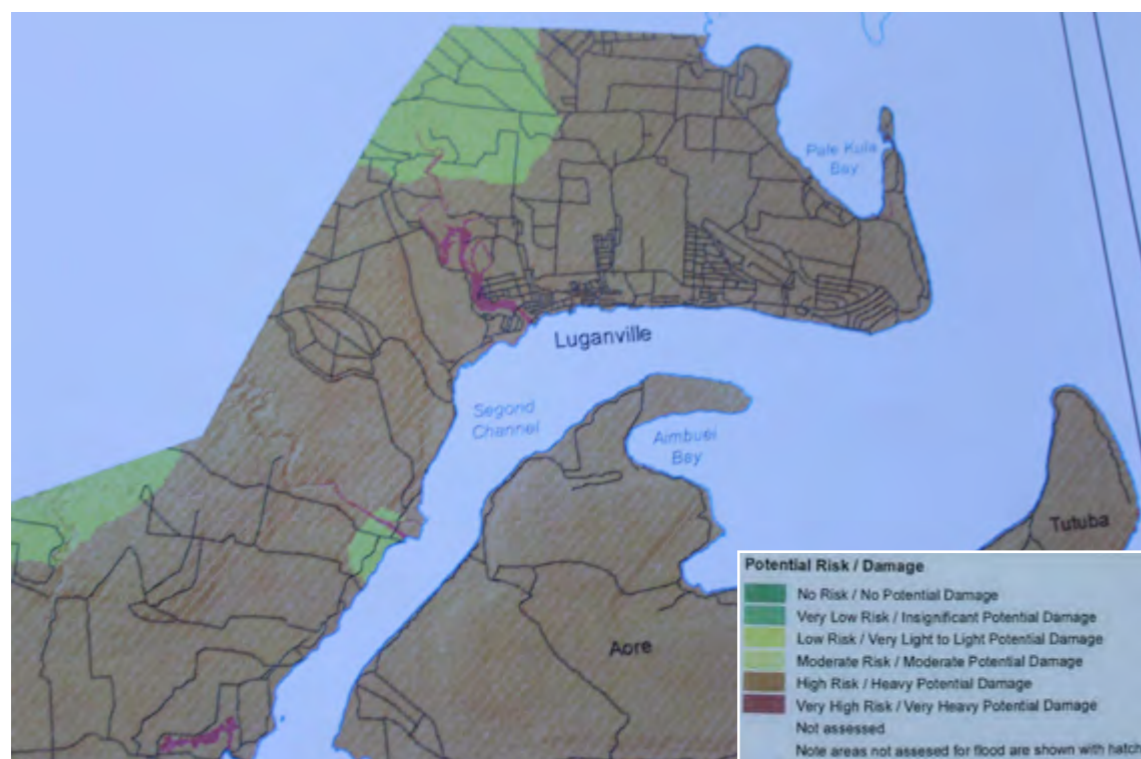 Pale Kula
Bay
Luganville
Segond
Channel
Aimbuei
Bay
Tutuba
Aore
Potential Risk / Damage
No Risk / No Potential Damage
Very Low Risk / Insignificant Potential Damage
Low Risk / Very Light to Light Potential Damage
Moderate Risk / Moderate Potential Damage
High Risk / Heavy Potential Damage
Very High Risk / Very Heavy Potential Damage
Not assessed
Note areas not assesed for flood are shown with hatch